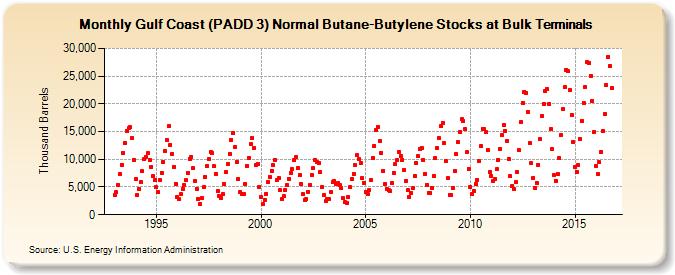 Monthly Gulf Coast (PADD 3) Normal Butane-Butylene Stocks at Bulk Terminals
Thousand Barrels
30,000
25,000
20,000
15,000
10,000
5,000
0
1995 2000 2005 2010 2015
Source: U.S. Energy Information Administration